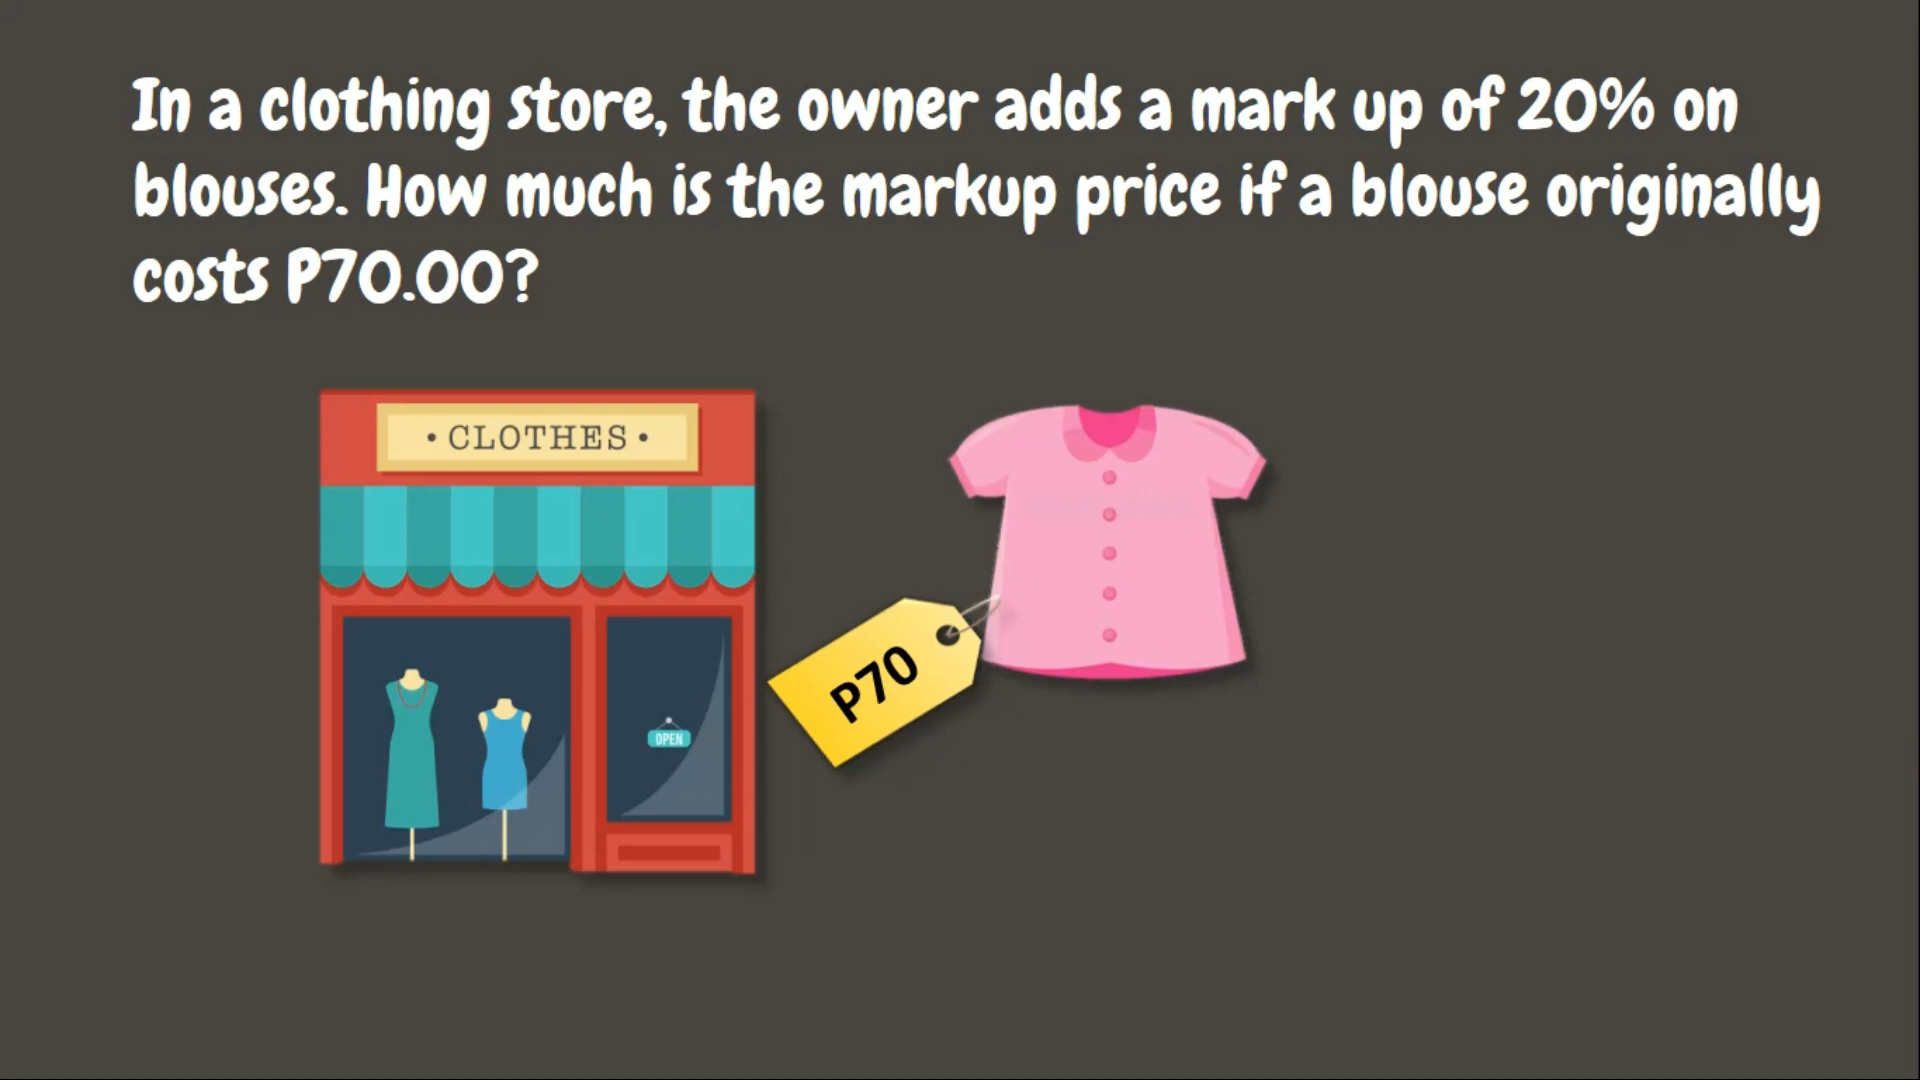 In a clothing store, the owner adds a mark up of 20% on
blouses. How much is the markup price if a blouse originally
costs P70.00?
• CLOTHES •
P70
OPEN